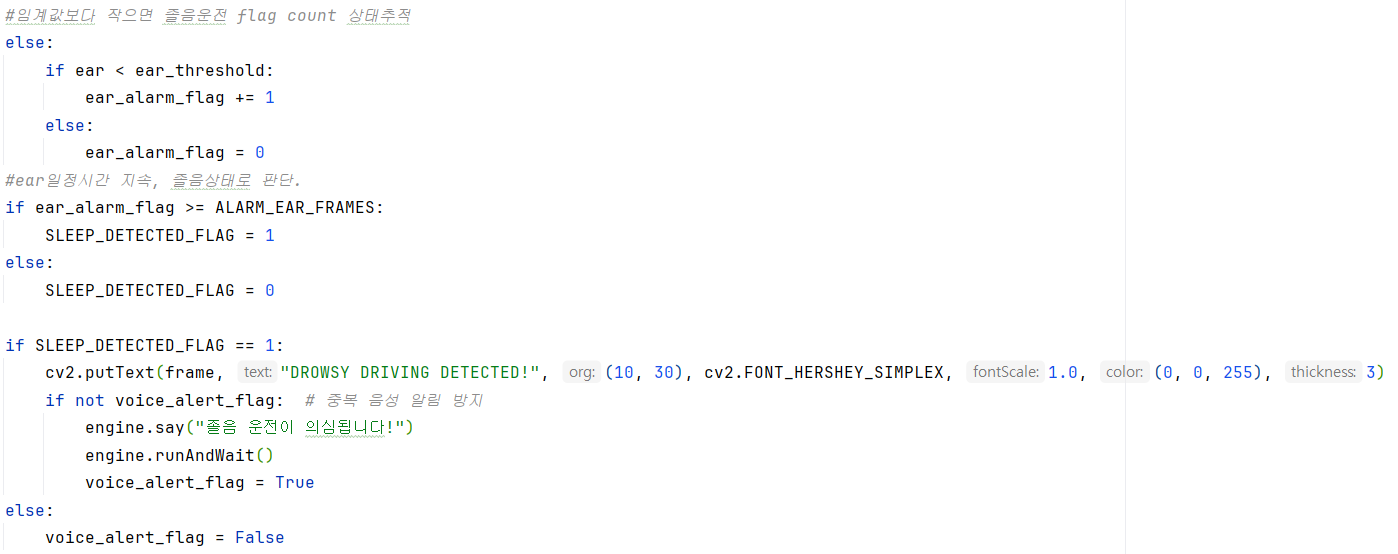 #임계값보다 작으면 졸음운전 flag count 상태추적
else:
    if ear < ear_threshold:
        ear_alarm_flag += 1
    else:
        ear_alarm_flag = 0
#ear일정시간 지속, 졸음상태로 판단.
if ear_alarm_flag >= ALARM_EAR_FRAMES:
    SLEEP_DETECTED_FLAG = 1
else:
    SLEEP_DETECTED_FLAG = 0

if SLEEP_DETECTED_FLAG == 1:
    cv2.putText(frame, text: "DROWSY DRIVING DETECTED!", org: (10, 30), cv2.FONT_HERSHEY_SIMPLEX, fontScale: 1.0, color: (0, 0, 255), thickness: 3)
    if not voice_alert_flag:  # 중복 음성 알림 방지
        engine.say("졸음 운전이 의심됩니다!")
        engine.runAndWait()
        voice_alert_flag = True
else:
    voice_alert_flag = False